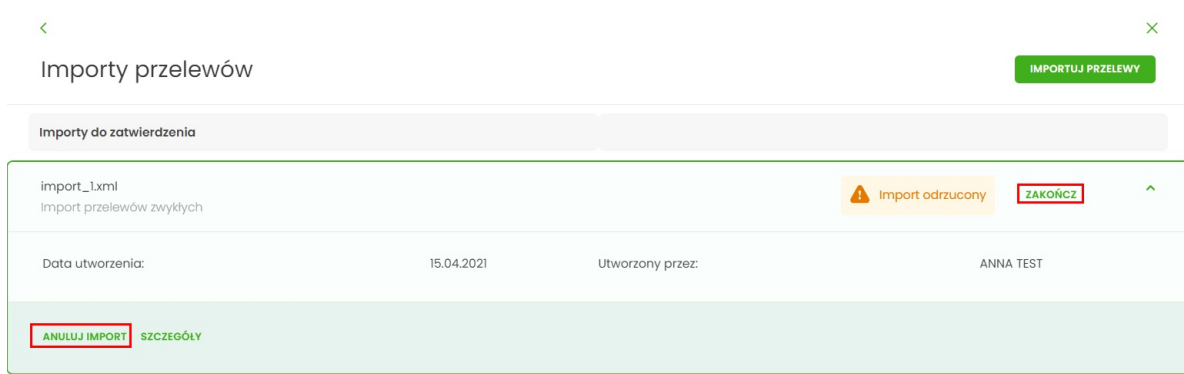 Importy przelewów
IMPORTUJ PRZELEWY
Importy do zatwierdzenia
import_1.xml
Import przelewów zwykłych
Import odrzucony
ZAKOŃCZ
Data utworzenia: 15.04.2021 Utworzony przez: ANNA TEST
ANULUJ IMPORT SZCZEGÓŁY